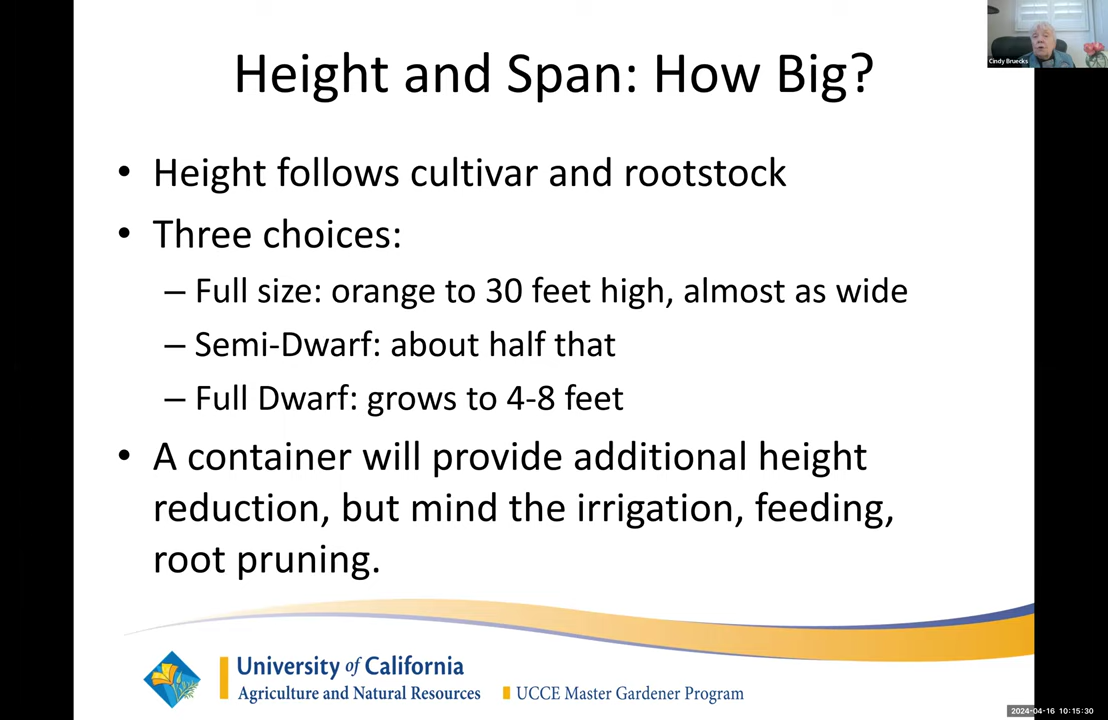 Height and Span: How Big?
Cindy Bruecks
• Height follows cultivar and rootstock
• Three choices:
– Full size: orange to 30 feet high, almost as wide
– Semi-Dwarf: about half that
– Full Dwarf: grows to 4-8 feet
• A container will provide additional height
reduction, but mind the irrigation, feeding,
root pruning.
University of California
Agriculture and Natural Resources
UCCE Master Gardener Program
2024-04-16 10:15:30